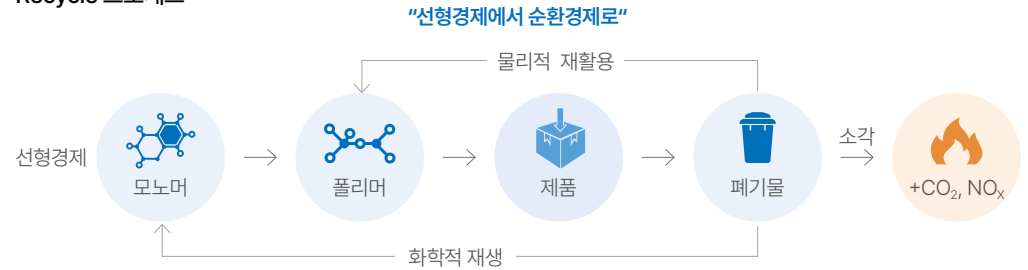 “선형경제에서 순환경제로“
물리적 재활용
선형경제
모노머
폴리머
제품
폐기물
소각
+CO₂, NOₓ
화학적 재생